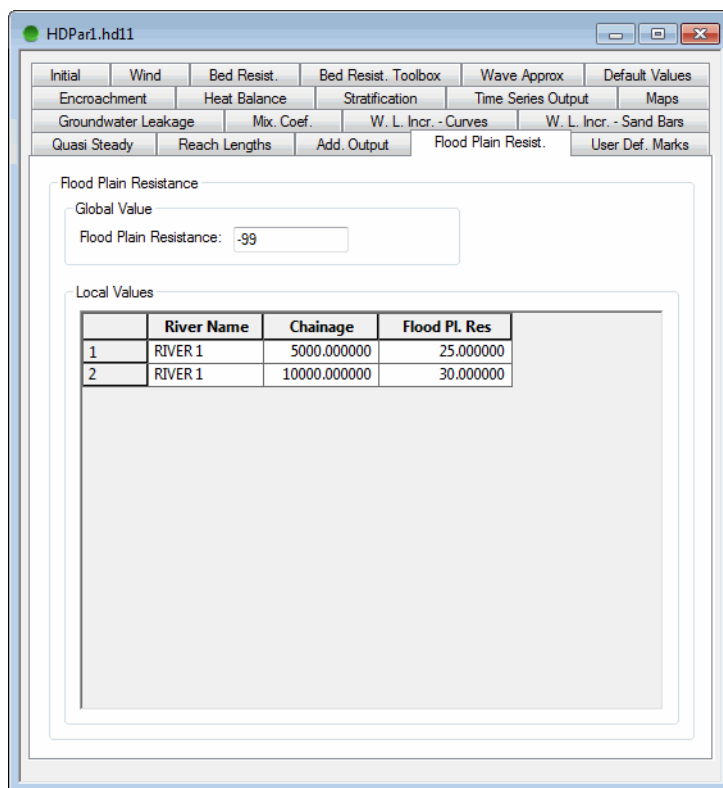 HDPar1.hd11
Initial Wind Bed Resist. Bed Resist. Toolbox Wave Approx Default Values
Encroachment Heat Balance Stratification Time Series Output Maps
Groundwater Leakage Mix. Coef. W. L. Incr. - Curves W. L. Incr. - Sand Bars
Quasi Steady Reach Lengths Add. Output Flood Plain Resist. User Def. Marks
Flood Plain Resistance
Global Value
Flood Plain Resistance: -99
Local Values
River Name Chainage Flood Pl. Res
1 RIVER 1 5000.000000 25.000000
2 RIVER 1 10000.000000 30.000000